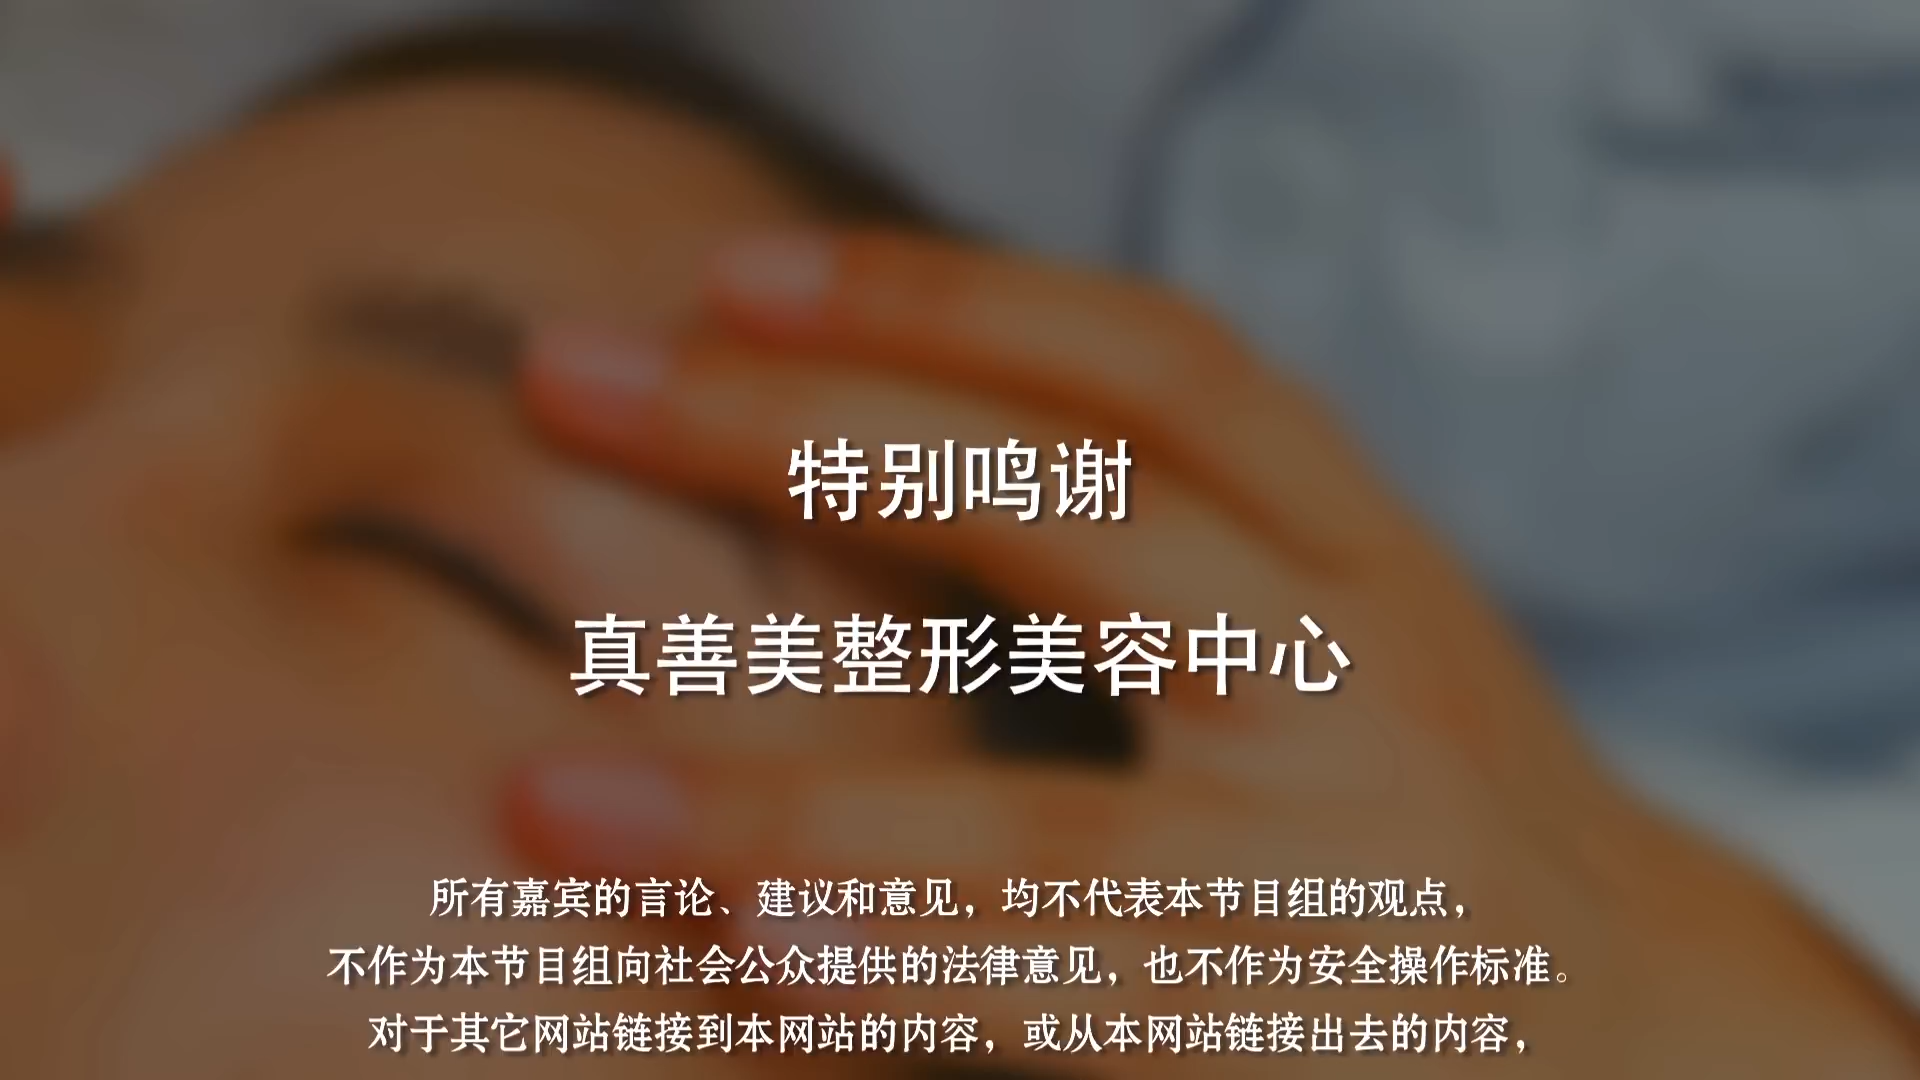 特别鸣谢
真善美整形美容中心
所有嘉宾的言论、建议和意见，均不代表本节目组的观点，
不作为本节目组向社会公众提供的法律意见，也不作为安全操作标准。
对于其它网站链接到本网站的内容，或从本网站链接出去的内容，